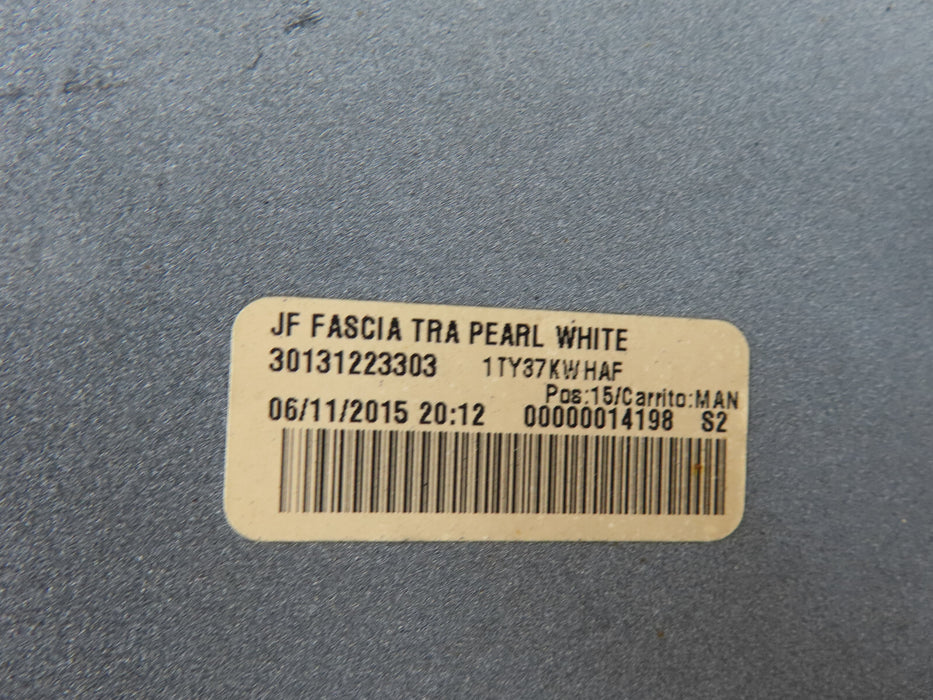 JF FASCIA TRA PEARL WHITE
30131223303 1TY37KWHAF
Pos:15/Carrito:MAN
06/11/2015 20:12 00000014198 S2